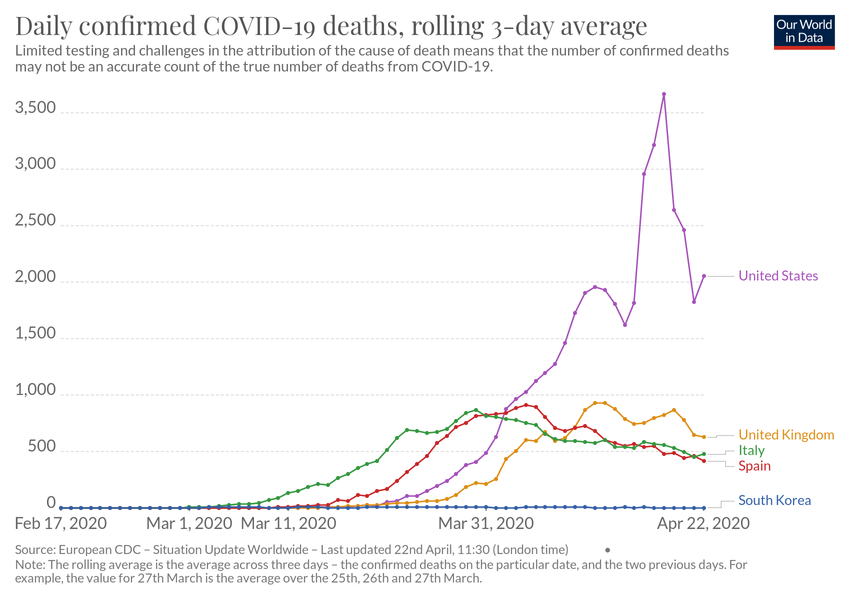 Daily confirmed COVID-19 deaths, rolling 3-day average
Our World
in Data
Limited testing and challenges in the attribution of the cause of death means that the number of confirmed deaths
may not be an accurate count of the true number of deaths from COVID-19.
3,500
3,000
2,500
2,000
1,500
1,000
500
0
United States
United Kingdom
Italy
Spain
South Korea
Feb 17, 2020 Mar 1, 2020 Mar 11, 2020 Mar 31, 2020 Apr 22, 2020
Source: European CDC – Situation Update Worldwide – Last updated 22nd April, 11:30 (London time) •
Note: The rolling average is the average across three days – the confirmed deaths on the particular date, and the two previous days. For
example, the value for 27th March is the average over the 25th, 26th and 27th March.